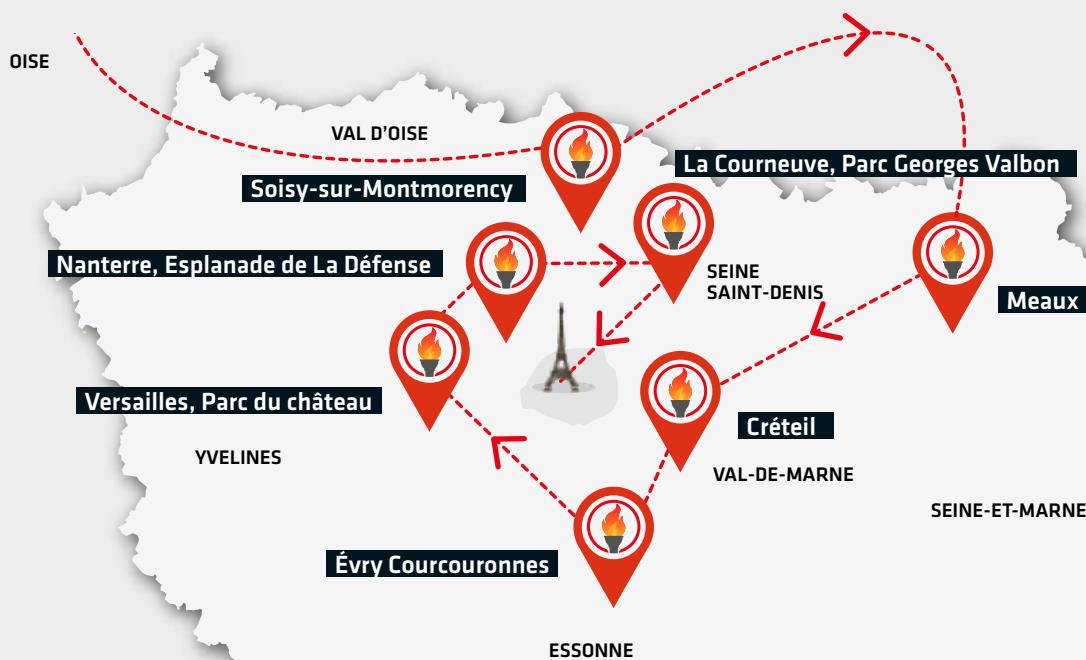 OISE
VAL D'OISE
La Courneuve, Parc Georges Valbon
Soisy-sur-Montmorency
Nanterre, Esplanade de La Défense
SEINE
SAINT-DENIS
Meaux
Versailles, Parc du château
Créteil
YVELINES
VAL-DE-MARNE
SEINE-ET-MARNE
Évry Courcouronnes
ESSONNE